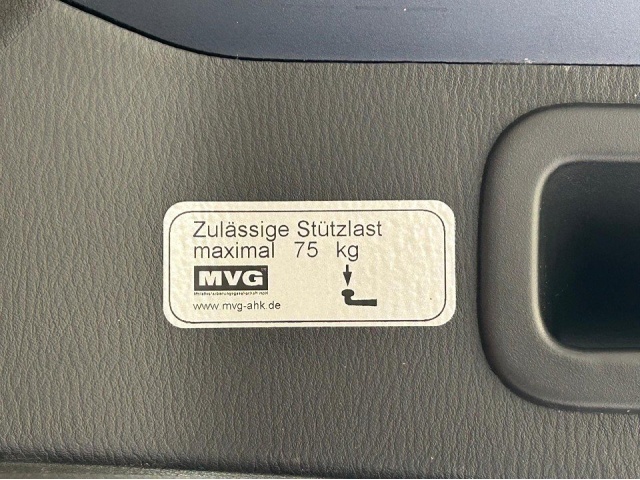 Zulässige Stützlast
maximal 75 kg
MVG
www.mvg-ahk.de